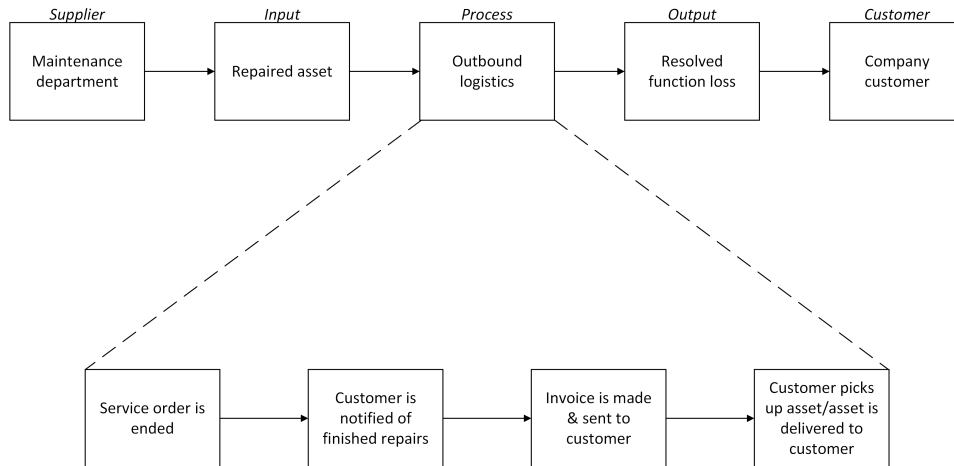 Supplier
Input
Process
Output
Customer
Maintenance
department
Repaired asset
Outbound
logistics
Resolved
function loss
Company
customer
Service order is
ended
Customer is
notified of
finished repairs
Invoice is made
& sent to
customer
Customer picks
up asset/asset is
delivered to
customer